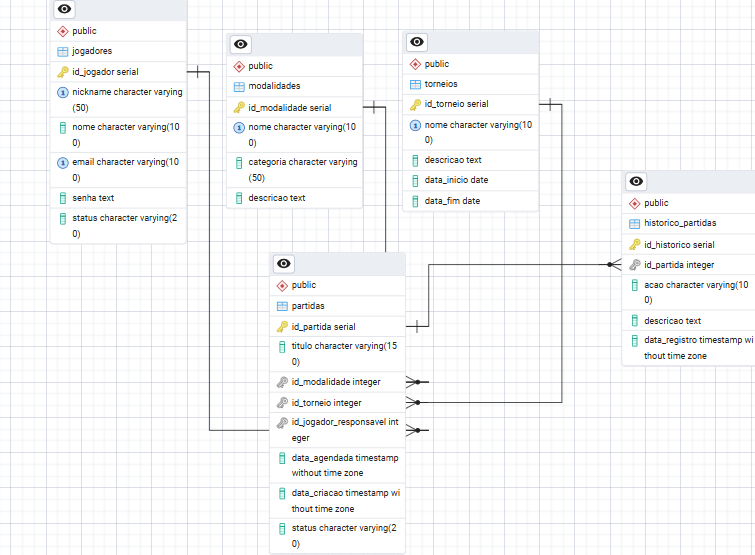 public
jogadores
id_jogador serial
nickname character varying
(50)
nome character varying(10
0)
email character varying(10
0)
senha text
status character varying(2
0)
public
modalidades
id_modalidade serial
nome character varying(10
0)
categoria character varying
(50)
descricao text
public
torneios
id_torneio serial
nome character varying(10
0)
descricao text
data_inicio date
data_fim date
public
historico_partidas
id_historico serial
id_partida integer
acao character varying(10
0)
descricao text
data_registro timestamp wi
thout time zone
public
partidas
id_partida serial
titulo character varying(15
0)
id_modalidade integer
id_torneio integer
id_jogador_responsavel int
eger
data_agendada timestamp
without time zone
data_criacao timestamp wi
thout time zone
status character varying(2
0)